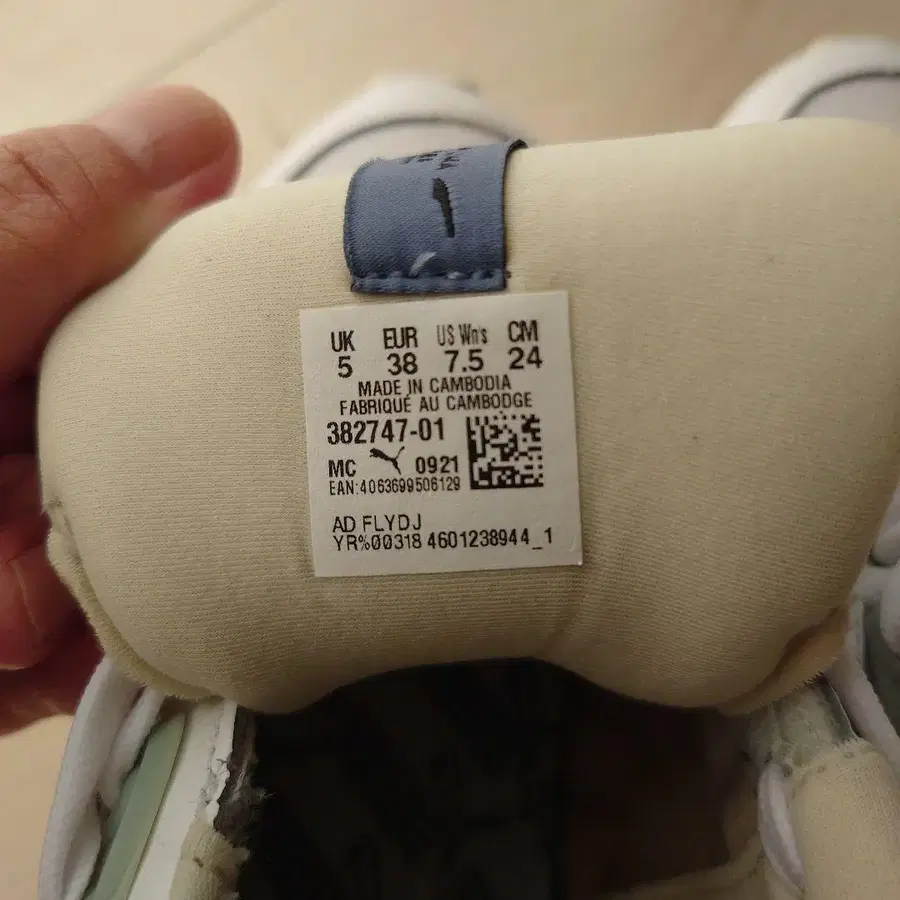 UK EUR US Wn's CM
5 38 7.5 24
MADE IN CAMBODIA
FABRIQUÉ AU CAMBODGE
382747-01
MC 0921
EAN:4063699506129
AD FLYDJ
YR%00318 4601238944_1